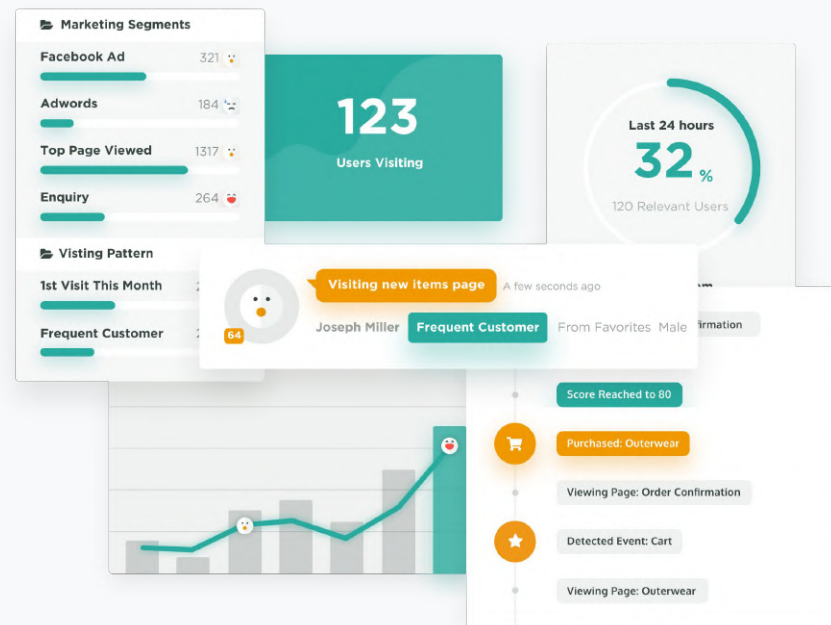 Marketing Segments
Facebook Ad 321
Adwords 184
Top Page Viewed 1317
Enquiry 264
Visting Pattern
1st Visit This Month
Frequent Customer
123
Users Visiting
Last 24 hours
32 %
120 Relevant Users
Visiting new items page A few seconds ago
64
Joseph Miller Frequent Customer From Favorites Male
Score Reached to 80
Purchased: Outerwear
Viewing Page: Order Confirmation
Detected Event: Cart
Viewing Page: Outerwear